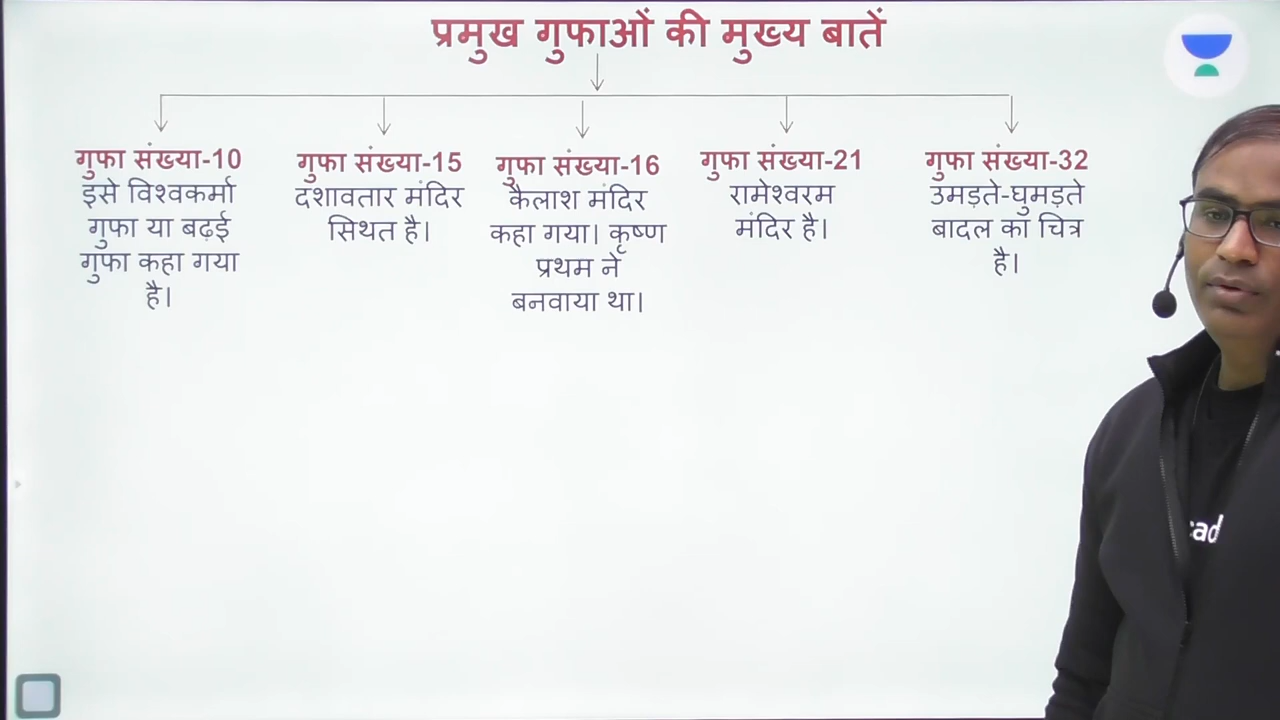 प्रमुख गुफाओं की मुख्य बातें
गुफा संख्या-10
इसे विश्वकर्मा
गुफा या बढ़ई
गुफा कहा गया
है।
गुफा संख्या-15
दशावतार मंदिर
सिथत है।
गुफा संख्या-16
कैलाश मंदिर
कहा गया। कृष्ण
प्रथम ने
बनवाया था।
गुफा संख्या-21
रामेश्वरम
मंदिर है।
गुफा संख्या-32
उमड़ते-घुमड़ते
बादल का चित्र
है।
cad